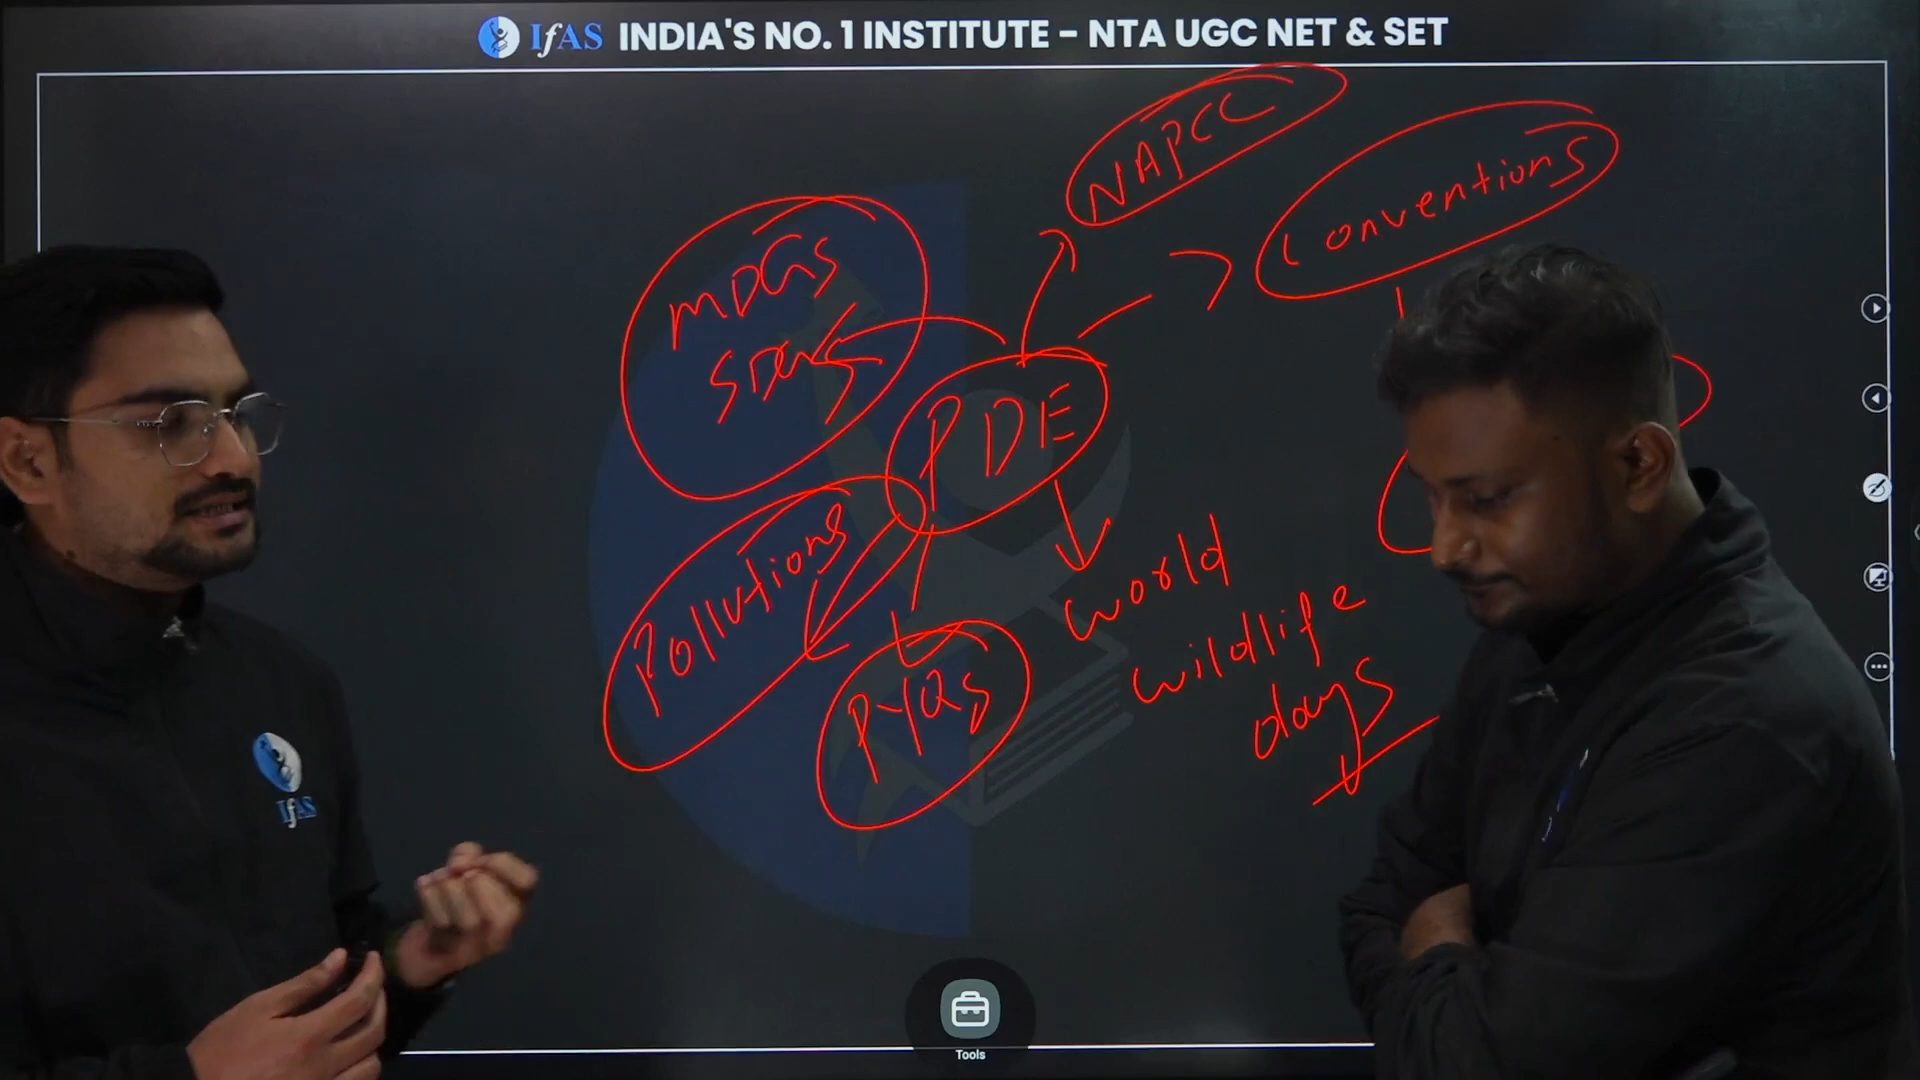 IfAS INDIA'S NO. 1 INSTITUTE – NTA UGC NET & SET
NAPCC
Conventions
MDGs
SDGs
PDE
Pollutions
PYQs
World
wildlife
days
IfAS
Tools